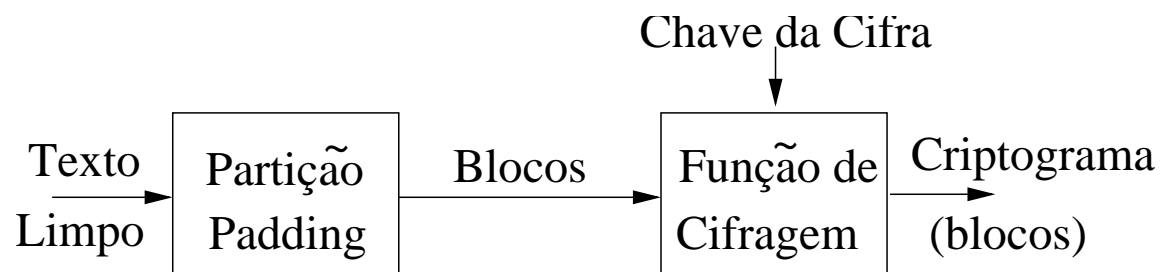 Chave da Cifra
Texto
Limpo
Partição
Padding
Blocos
Função de
Cifragem
Criptograma
(blocos)